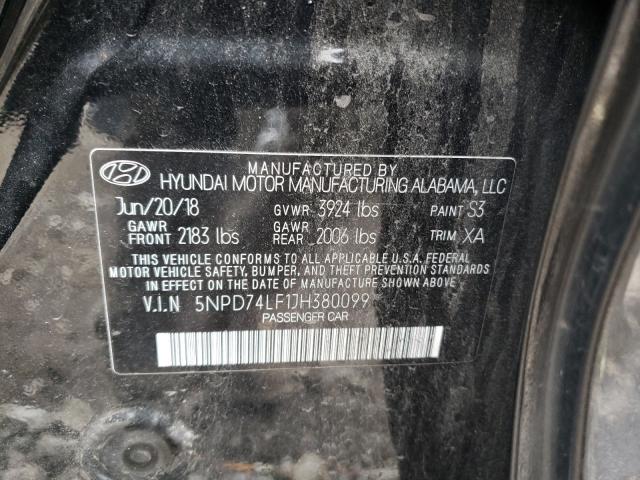 MANUFACTURED BY
HYUNDAI MOTOR MANUFACTURING ALABAMA, LLC
Jun/20/18 GVWR 3924 lbs PAINT S3
GAWR FRONT 2183 lbs GAWR REAR 2006 lbs TRIM XA
THIS VEHICLE CONFORMS TO ALL APPLICABLE U.S.A. FEDERAL
MOTOR VEHICLE SAFETY, BUMPER, AND THEFT PREVENTION STANDARDS
IN EFFECT ON THE DATE OF MANUFACTURE SHOWN ABOVE.
V.I.N 5NPD74LF1JH380099
PASSENGER CAR